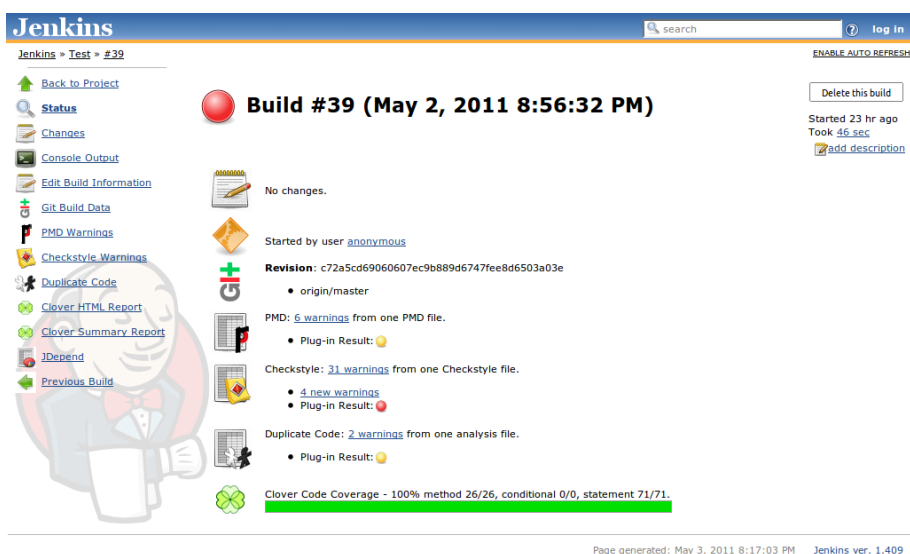 Jenkins
search
log in
Jenkins » Test » #39
ENABLE AUTO REFRESH
Back to Project
Status
Changes
Console Output
Edit Build Information
Git Build Data
PMD Warnings
Checkstyle Warnings
Duplicate Code
Clover HTML Report
Clover Summary Report
JDepend
Previous Build
Build #39 (May 2, 2011 8:56:32 PM)
Delete this build
Started 23 hr ago
Took 46 sec
add description
No changes.
Started by user anonymous
Git
Revision: c72a5cd69060607ec9b889d6747fee8d6503a03e
• origin/master
PMD: 6 warnings from one PMD file.
• Plug-in Result:
Checkstyle: 31 warnings from one Checkstyle file.
• 4 new warnings
• Plug-in Result:
Duplicate Code: 2 warnings from one analysis file.
• Plug-in Result:
Clover Code Coverage - 100% method 26/26, conditional 0/0, statement 71/71.
Page generated: May 3, 2011 8:17:03 PM Jenkins ver. 1.409